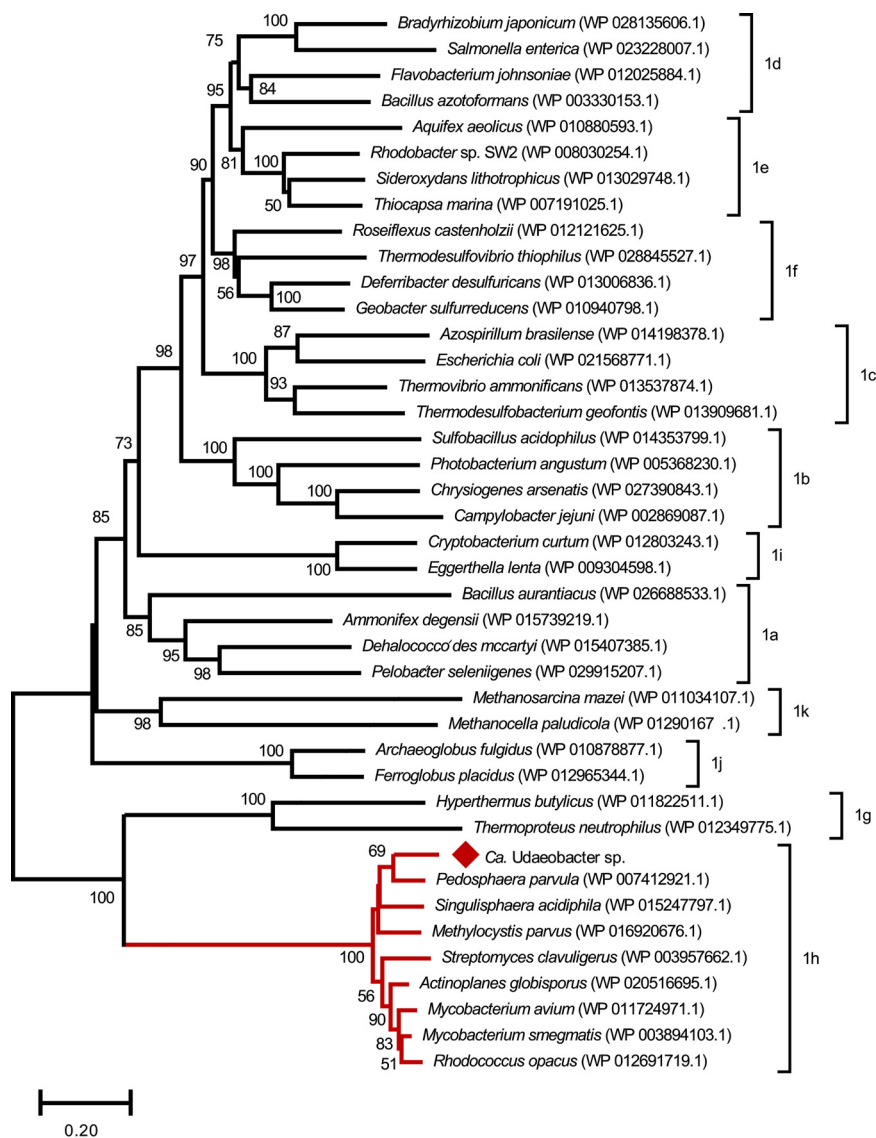 100
Bradyrhizobium japonicum (WP 028135606.1)
75
Salmonella enterica (WP 023228007.1)
1d
Flavobacterium johnsoniae (WP 012025884.1)
95
84
Bacillus azotoformans (WP 003330153.1)
Aquifex aeolicus (WP 010880593.1)
90
81
100
Rhodobacter sp. SW2 (WP 008030254.1)
1e
Sideroxydans lithotrophicus (WP 013029748.1)
50
Thiocapsa marina (WP 007191025.1)
Roseiflexus castenholzii (WP 012121625.1)
97
98
Thermodesulfovibrio thiophilus (WP 028845527.1)
1f
Deferribacter desulfuricans (WP 013006836.1)
56
100
Geobacter sulfurreducens (WP 010940798.1)
87
Azospirillum brasilense (WP 014198378.1)
98
100
Escherichia coli (WP 021568771.1)
1c
93
Thermovibrio ammonificans (WP 013537874.1)
Thermodesulfobacterium geofontis (WP 013909681.1)
73
100
Sulfobacillus acidophilus (WP 014353799.1)
100
Photobacterium angustum (WP 005368230.1)
1b
100
Chrysiogenes arsenatis (WP 027390843.1)
85
Campylobacter jejuni (WP 002869087.1)
Cryptobacterium curtum (WP 012803243.1)
1i
100
Eggerthella lenta (WP 009304598.1)
Bacillus aurantiacus (WP 026688533.1)
85
Ammonifex degensii (WP 015739219.1)
1a
95
Dehalococco´des mccartyi (WP 015407385.1)
98
Pelobacter seleniigenes (WP 029915207.1)
Methanosarcina mazei (WP 011034107.1)
1k
98
Methanocella paludicola (WP 01290167 .1)
100
Archaeoglobus fulgidus (WP 010878877.1)
1j
Ferroglobus placidus (WP 012965344.1)
100
Hyperthermus butylicus (WP 011822511.1)
1g
Thermoproteus neutrophilus (WP 012349775.1)
69
Ca. Udaeobacter sp.
100
Pedosphaera parvula (WP 007412921.1)
Singulisphaera acidiphila (WP 015247797.1)
Methylocystis parvus (WP 016920676.1)
100
Streptomyces clavuligerus (WP 003957662.1)
1h
56
Actinoplanes globisporus (WP 020516695.1)
90
Mycobacterium avium (WP 011724971.1)
83
Mycobacterium smegmatis (WP 003894103.1)
51
Rhodococcus opacus (WP 012691719.1)
0.20